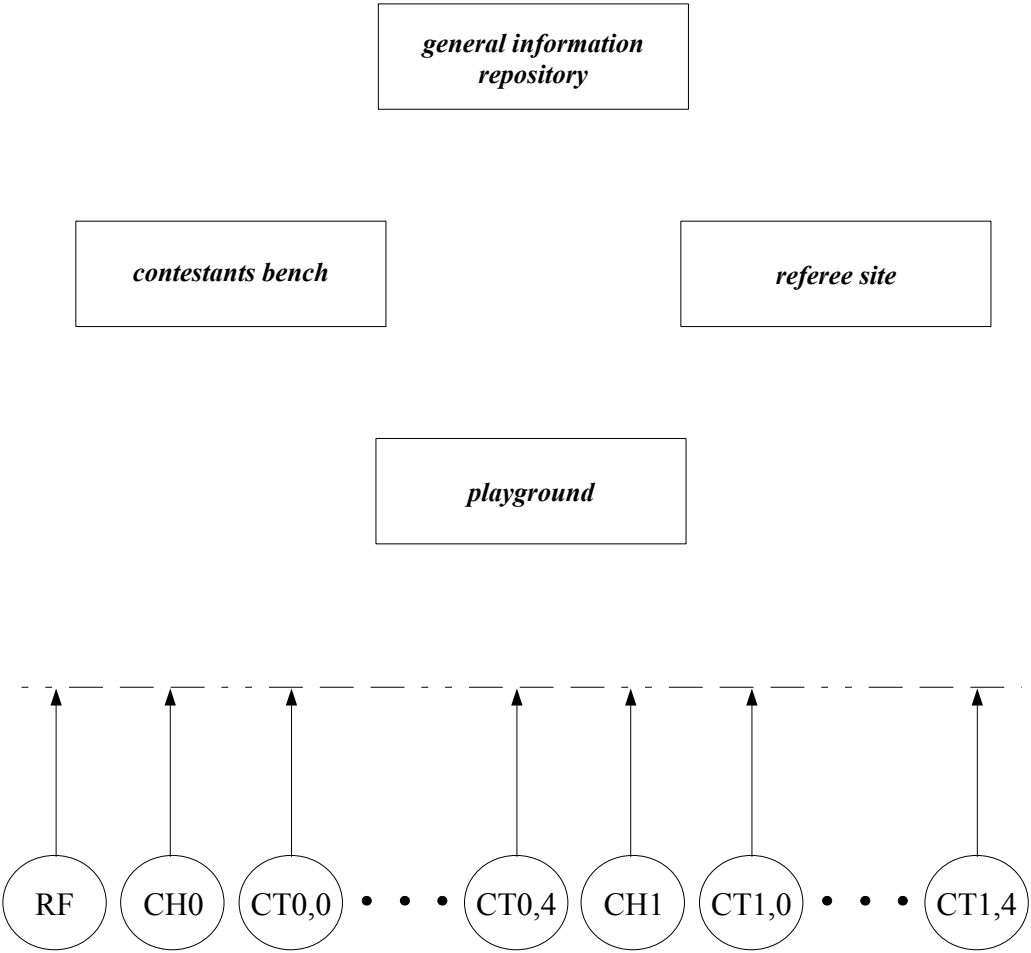 general information
repository
contestants bench
referee site
playground
RF CH0 CT0,0 • • • CT0,4 CH1 CT1,0 • • • CT1,4